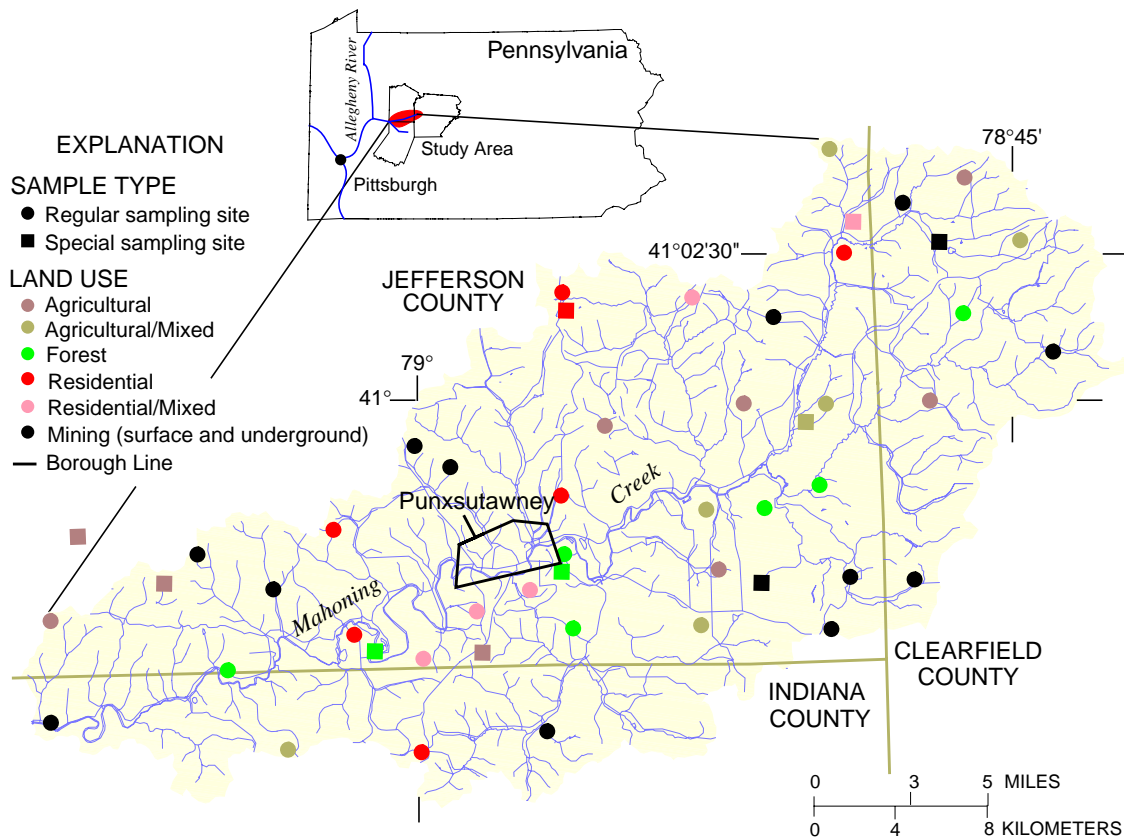 Pennsylvania
Allegheny River
Study Area
Pittsburgh
EXPLANATION
SAMPLE TYPE
Regular sampling site
Special sampling site
LAND USE
Agricultural
Agricultural/Mixed
Forest
Residential
Residential/Mixed
Mining (surface and underground)
Borough Line
78°45'
41°02'30"
JEFFERSON
COUNTY
79°
41°
Creek
Punxsutawney
Mahoning
CLEARFIELD
COUNTY
INDIANA
COUNTY
0 3 5 MILES
0 4 8 KILOMETERS